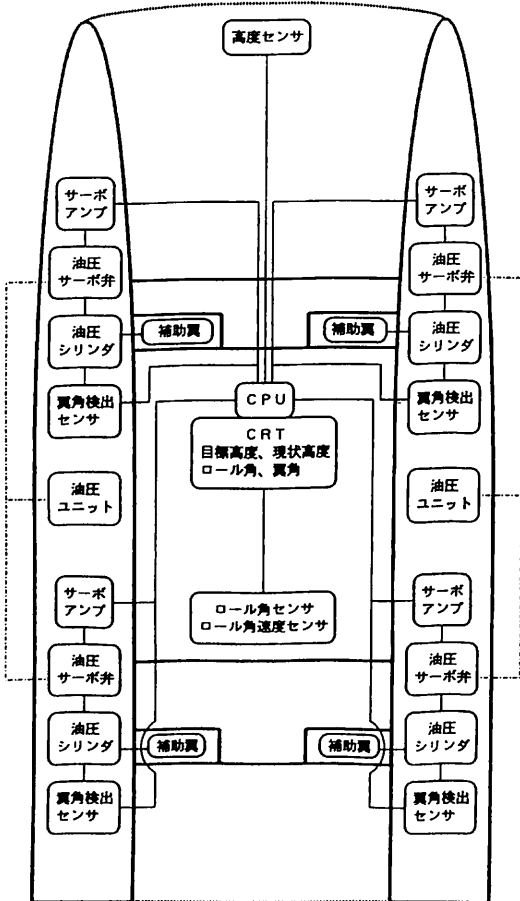 高度センサ
サーボ
アンプ
サーボ
アンプ
油圧
サーボ弁
油圧
サーボ弁
油圧
シリンダ
補助翼
補助翼
油圧
シリンダ
翼角検出
センサ
CPU
翼角検出
センサ
CRT
目標高度、現状高度
ロール角、翼角
油圧
ユニット
油圧
ユニット
サーボ
アンプ
ロール角センサ
ロール角速度センサ
サーボ
アンプ
油圧
サーボ弁
油圧
サーボ弁
油圧
シリンダ
補助翼
補助翼
油圧
シリンダ
翼角検出
センサ
翼角検出
センサ